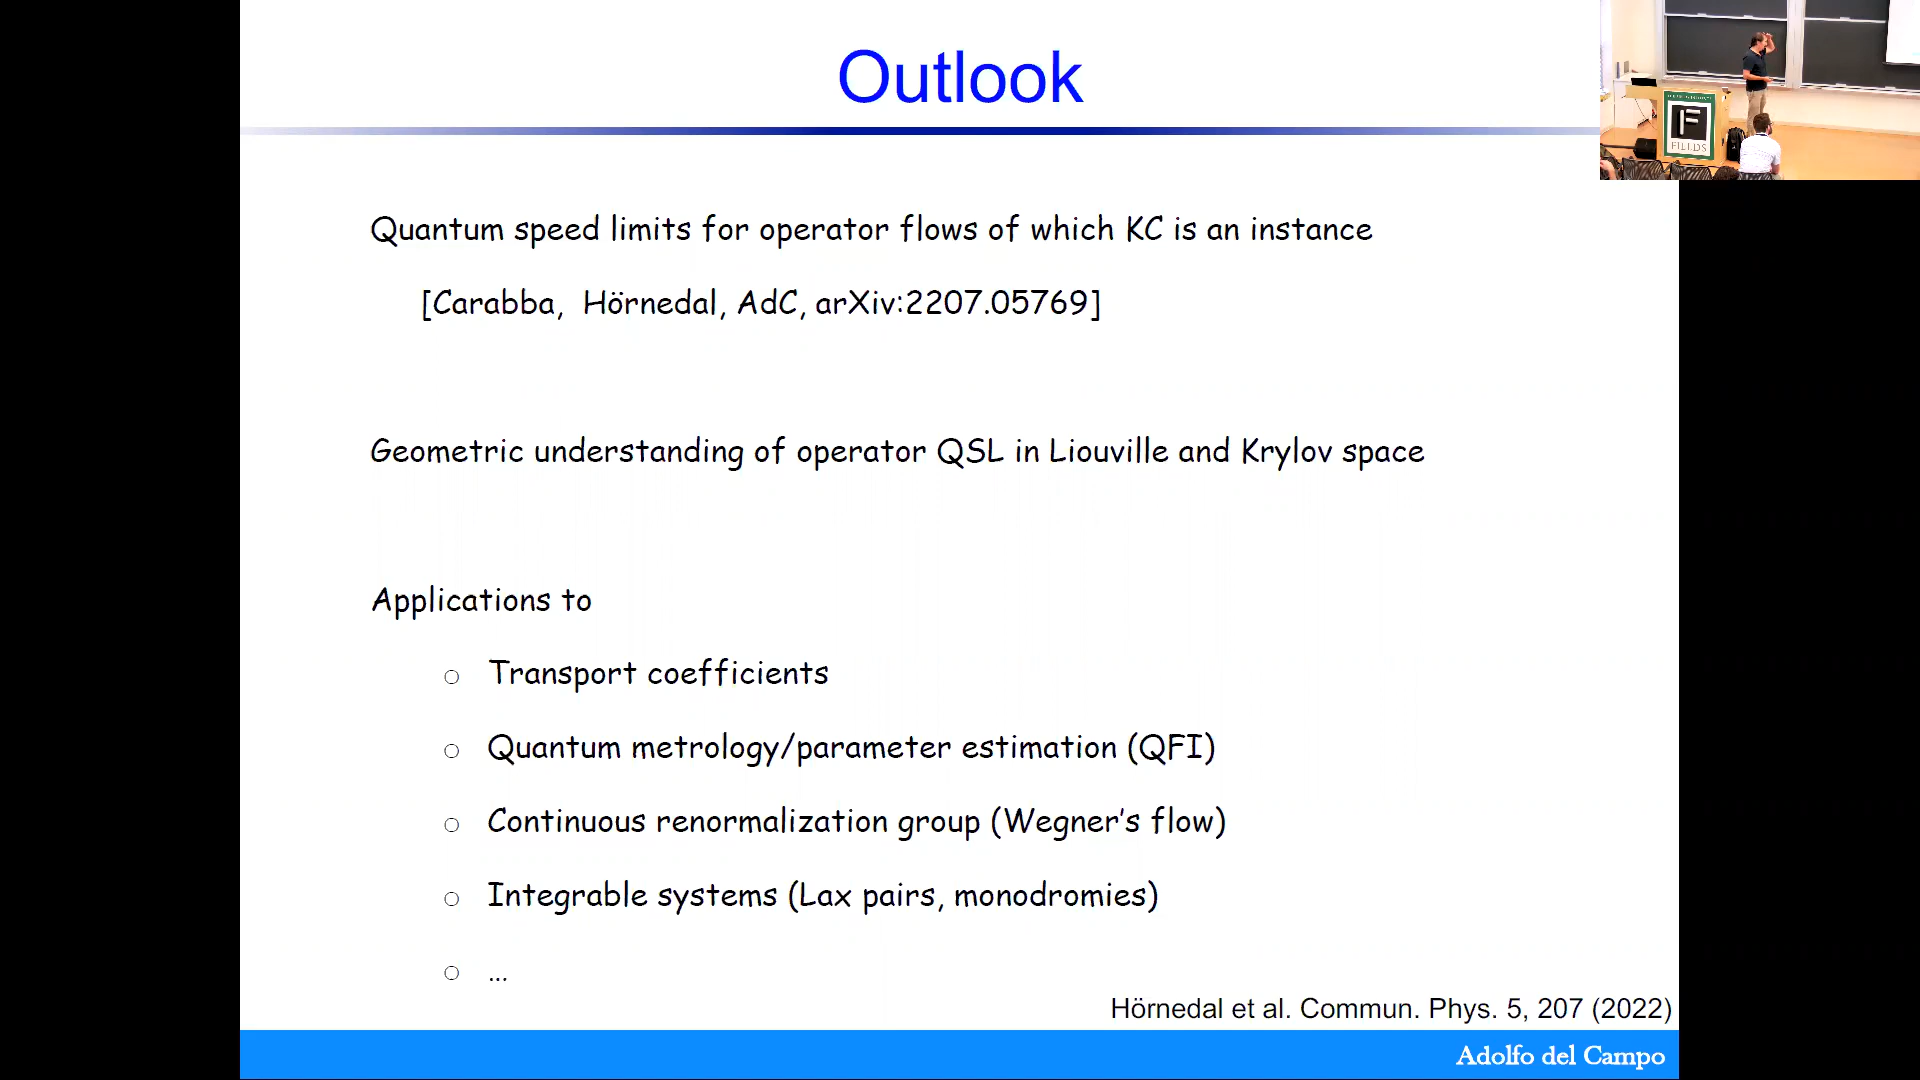 Outlook
Quantum speed limits for operator flows of which KC is an instance
[Carabba, Hörnedal, AdC, arXiv:2207.05769]
Geometric understanding of operator QSL in Liouville and Krylov space
Applications to
○ Transport coefficients
○ Quantum metrology/parameter estimation (QFI)
○ Continuous renormalization group (Wegner's flow)
○ Integrable systems (Lax pairs, monodromies)
○ ...
Hörnedal et al. Commun. Phys. 5, 207 (2022)
Adolfo del Campo
F
FIELDS